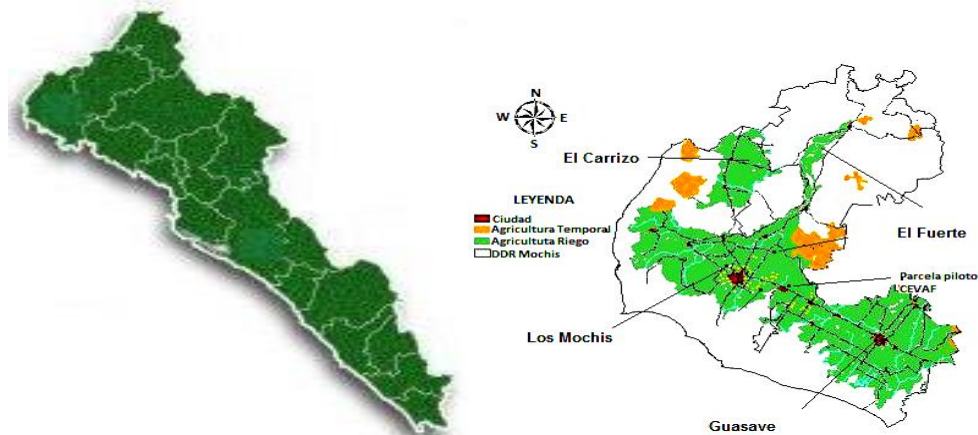 N
W E
S
El Carrizo
LEYENDA
Ciudad
Agricultura Temporal
Agricultuta Riego
DDR Mochis
El Fuerte
Parcela piloto
CEVAF
Los Mochis
Guasave